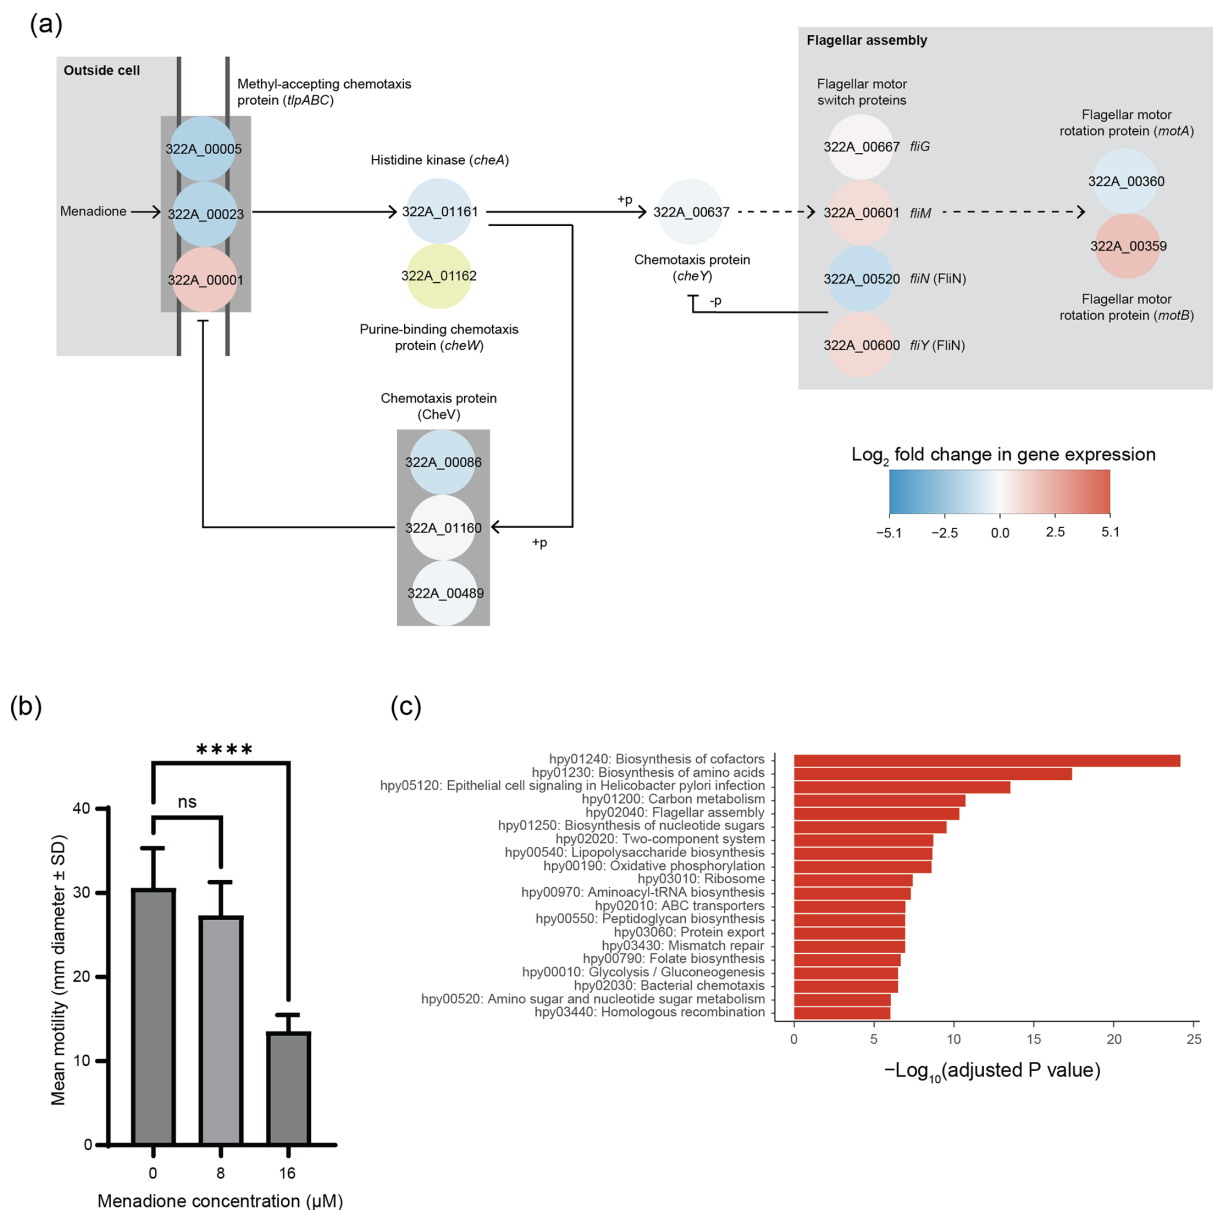 (a)
Outside cell
Methyl-accepting chemotaxis
protein (tlpABC)
322A_00005
Menadione
322A_00023
322A_00001
Histidine kinase (cheA)
322A_01161
322A_01162
Purine-binding chemotaxis
protein (cheW)
+p
322A_00637
Chemotaxis protein
(cheY)
-p
Chemotaxis protein
(CheV)
322A_00086
322A_01160
322A_00489
+p
Flagellar assembly
Flagellar motor
switch proteins
322A_00667 fliG
322A_00601 fliM
322A_00520 fliN (FliN)
322A_00600 fliY (FliN)
Flagellar motor
rotation protein (motA)
322A_00360
322A_00359
Flagellar motor
rotation protein (motB)
Log2 fold change in gene expression
−5.1 −2.5 0.0 2.5 5.1
(b)
****
ns
40
30
20
10
0
Mean motility (mm diameter ± SD)
0 8 16
Menadione concentration (μM)
(c)
hpy01240: Biosynthesis of cofactors
hpy01230: Biosynthesis of amino acids
hpy05120: Epithelial cell signaling in Helicobacter pylori infection
hpy01200: Carbon metabolism
hpy02040: Flagellar assembly
hpy01250: Biosynthesis of nucleotide sugars
hpy02020: Two-component system
hpy00540: Lipopolysaccharide biosynthesis
hpy00190: Oxidative phosphorylation
hpy03010: Ribosome
hpy00970: Aminoacyl-tRNA biosynthesis
hpy02010: ABC transporters
hpy00550: Peptidoglycan biosynthesis
hpy03060: Protein export
hpy03430: Mismatch repair
hpy00790: Folate biosynthesis
hpy00010: Glycolysis / Gluconeogenesis
hpy02030: Bacterial chemotaxis
hpy00520: Amino sugar and nucleotide sugar metabolism
hpy03440: Homologous recombination
0 5 10 15 20 25
−Log10(adjusted P value)